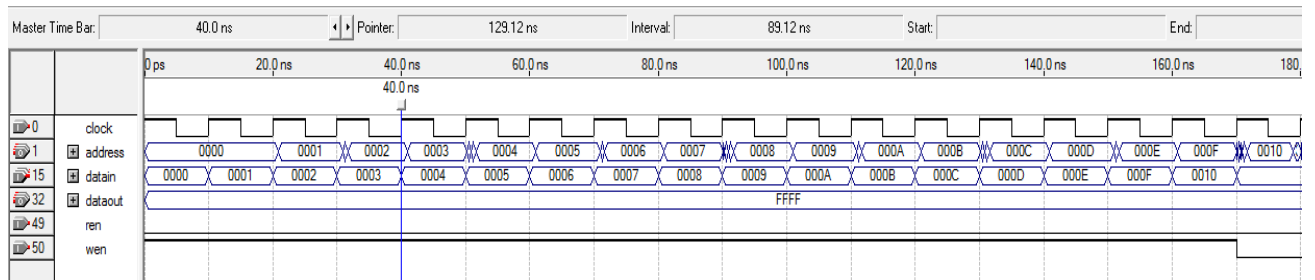 Master Time Bar: 40.0 ns Pointer: 129.12 ns Interval: 89.12 ns Start: End:
0 ps 20.0 ns 40.0 ns 60.0 ns 80.0 ns 100.0 ns 120.0 ns 140.0 ns 160.0 ns 180.
40.0 ns
0 clock
1 address 0000 0001 0002 0003 0004 0005 0006 0007 0008 0009 000A 000B 000C 000D 000E 000F 0010
15 datain 0000 0001 0002 0003 0004 0005 0006 0007 0008 0009 000A 000B 000C 000D 000E 000F 0010
32 dataout FFFF
49 ren
50 wen